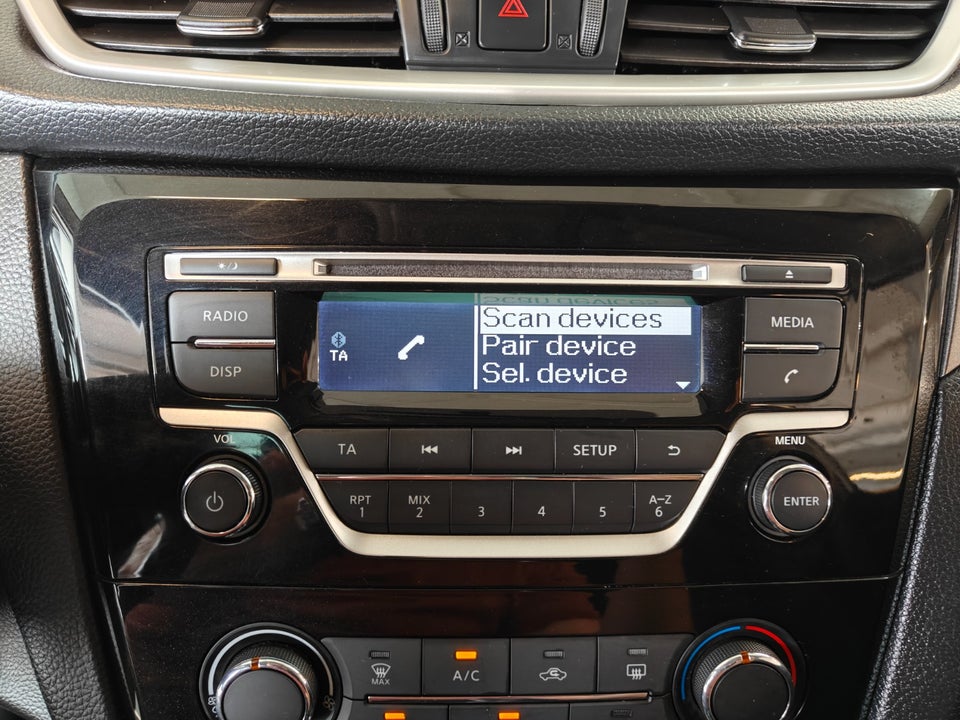 RADIO
MEDIA
DISP
TA
Scan devices
Pair device
Sel. device
VOL
MENU
TA
SETUP
RPT
1
MIX
2
3
4
5
A-Z
6
ENTER
MAX
A/C